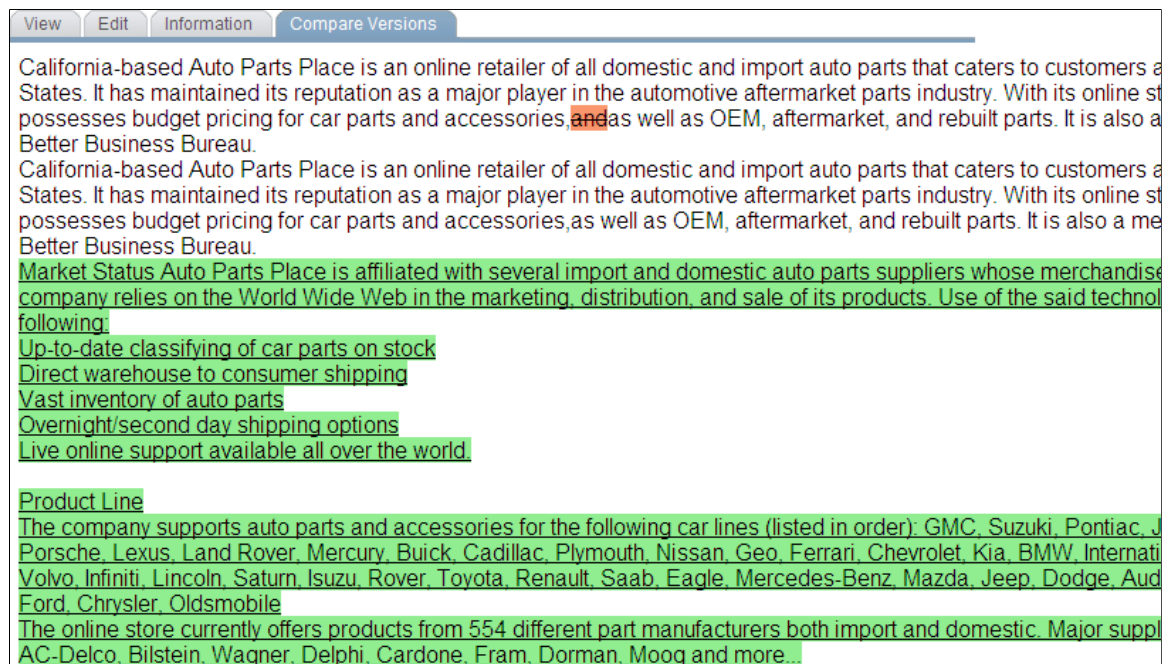 View Edit Information Compare Versions
California-based Auto Parts Place is an online retailer of all domestic and import auto parts that caters to customers
States. It has maintained its reputation as a major player in the automotive aftermarket parts industry. With its online
possesses budget pricing for car parts and accessories,andas well as OEM, aftermarket, and rebuilt parts. It is also
Better Business Bureau.
California-based Auto Parts Place is an online retailer of all domestic and import auto parts that caters to customers
States. It has maintained its reputation as a major player in the automotive aftermarket parts industry. With its online
possesses budget pricing for car parts and accessories,as well as OEM, aftermarket, and rebuilt parts. It is also a
Better Business Bureau.
Market Status Auto Parts Place is affiliated with several import and domestic auto parts suppliers whose merchandise
company relies on the World Wide Web in the marketing, distribution, and sale of its products. Use of the said
following:
Up-to-date classifying of car parts on stock
Direct warehouse to consumer shipping
Vast inventory of auto parts
Overnight/second day shipping options
Live online support available all over the world.
Product Line
The company supports auto parts and accessories for the following car lines (listed in order): GMC, Suzuki, Pontiac,
Porsche, Lexus, Land Rover, Mercury, Buick, Cadillac, Plymouth, Nissan, Geo, Ferrari, Chevrolet, Kia, BMW,
Volvo, Infiniti, Lincoln, Saturn, Isuzu, Rover, Toyota, Renault, Saab, Eagle, Mercedes-Benz, Mazda, Jeep, Dodge,
Ford, Chrysler, Oldsmobile
The online store currently offers products from 554 different part manufacturers both import and domestic. Major
AC-Delco, Bilstein, Wagner, Delphi, Cardone, Fram, Dorman, Moog and more...